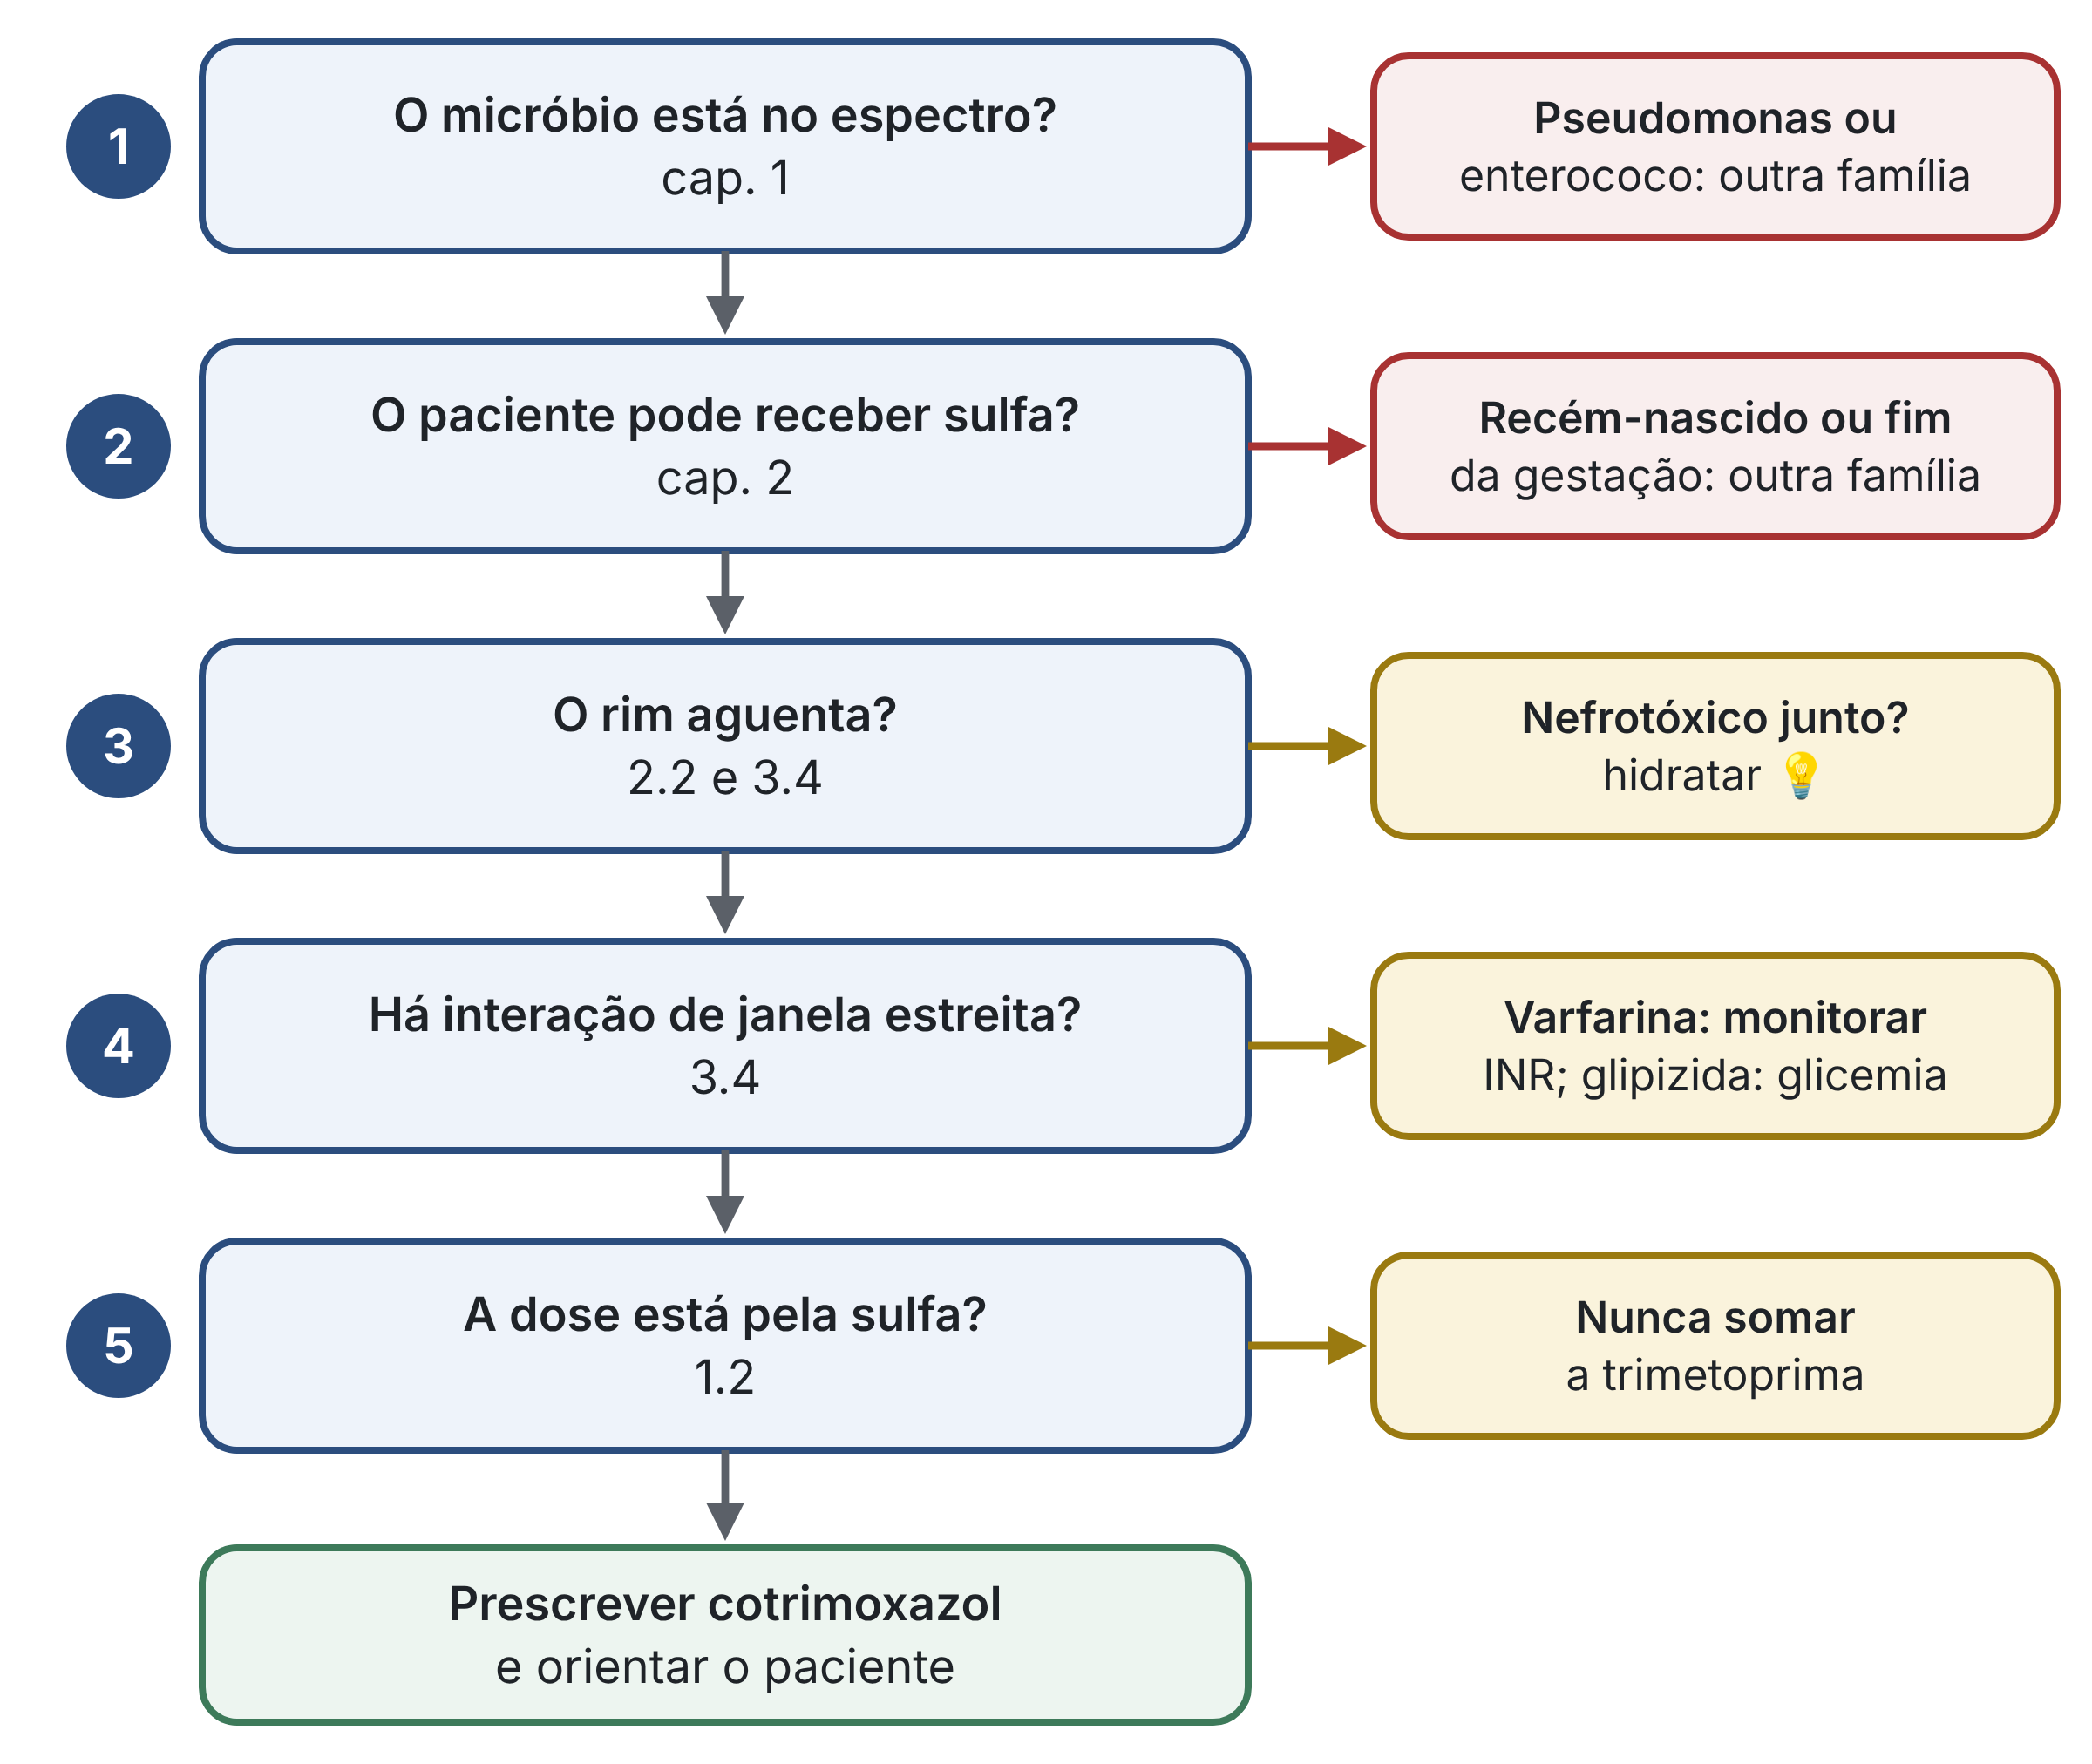 1
O micróbio está no espectro?
cap. 1
Pseudomonas ou
enterococo: outra família
2
O paciente pode receber sulfa?
cap. 2
Recém-nascido ou fim
da gestação: outra família
3
O rim aguenta?
2.2 e 3.4
Nefrotóxico junto?
hidratar 💡
4
Há interação de janela estreita?
3.4
Varfarina: monitorar
INR; glipizida: glicemia
5
A dose está pela sulfa?
1.2
Nunca somar
a trimetoprima
Prescrever cotrimoxazol
e orientar o paciente